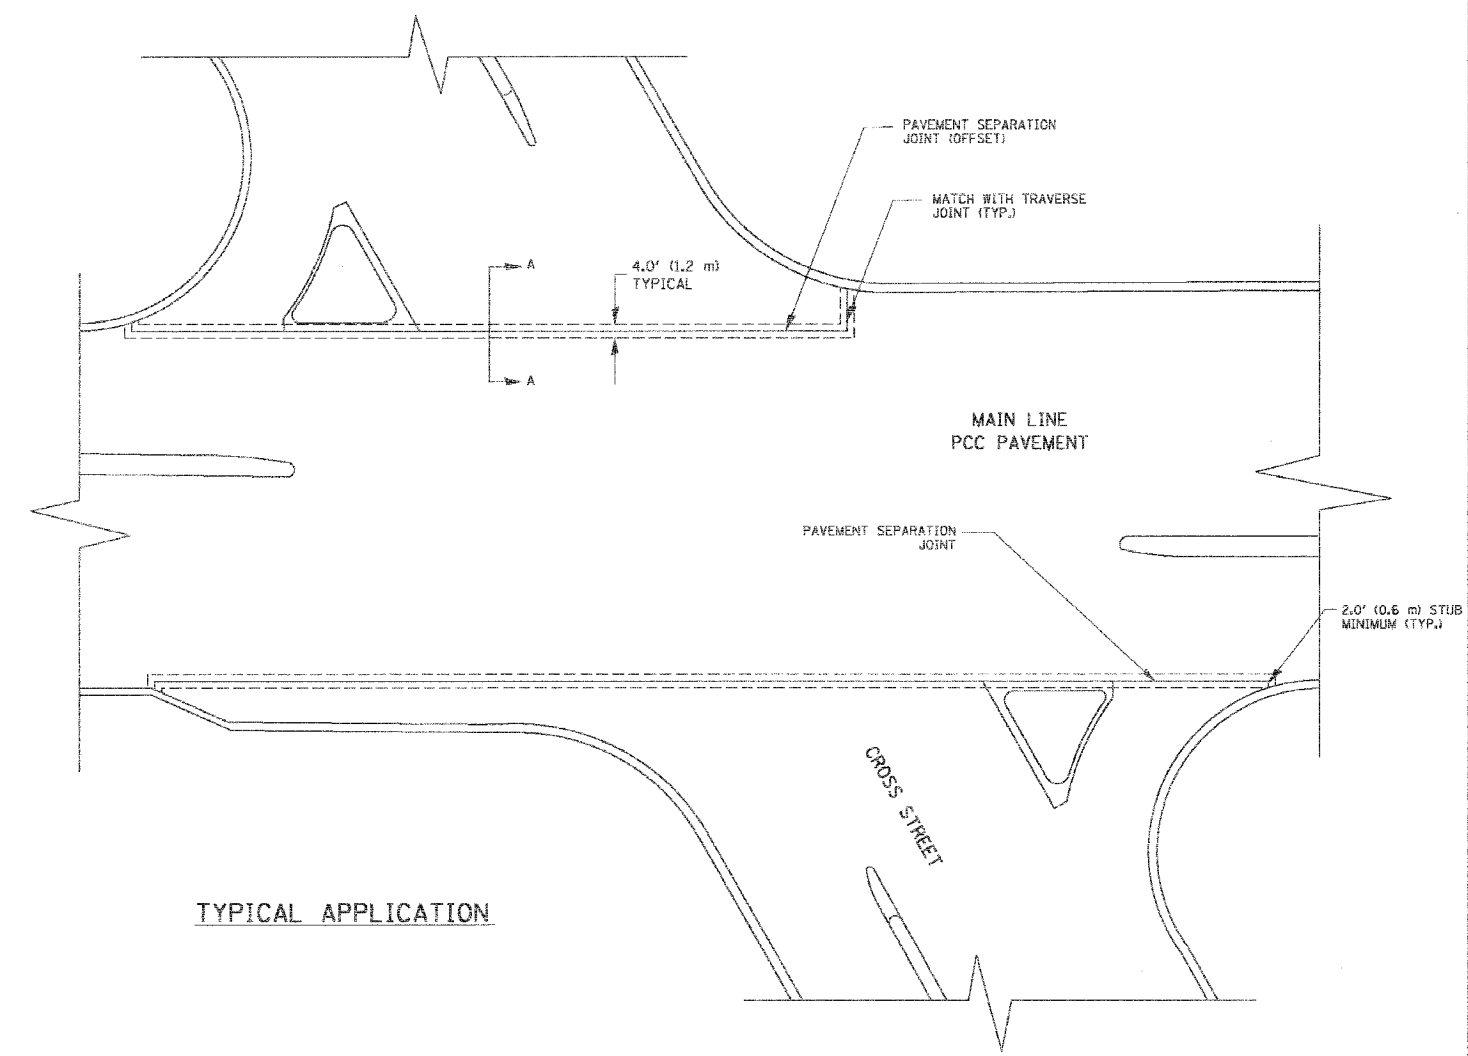 PAVEMENT SEPARATION
JOINT (OFFSET)
MATCH WITH TRAVERSE
JOINT (TYP.)
A
4.0' (1.2 m)
TYPICAL
A
MAIN LINE
PCC PAVEMENT
PAVEMENT SEPARATION
JOINT
2.0' (0.6 m) STUB
MINIMUM (TYP.)
CROSS STREET
TYPICAL APPLICATION